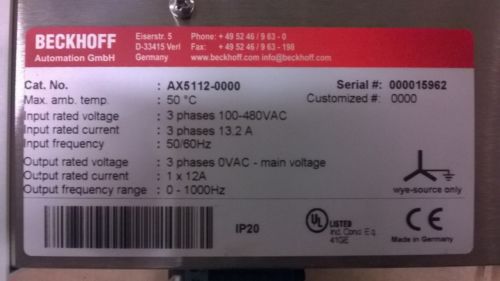 BECKHOFF
Automation GmbH
Eiserstr. 5
D-33415 Verl
Germany
Phone: + 49 52 46 / 9 63 - 0
Fax: + 49 52 46 / 9 63 - 198
www.beckhoff.com info@beckhoff.com
Cat. No. : AX5112-0000 Serial #: 000015962
Max. amb. temp. : 50 °C Customized #: 0000
Input rated voltage : 3 phases 100-480VAC
Input rated current : 3 phases 13,2 A
Input frequency : 50/60Hz
Output rated voltage : 3 phases 0VAC - main voltage
Output rated current : 1 x 12A
Output frequency range : 0 - 1000Hz
wye-source only
IP20
UL LISTED
Ind. Cont. Eq.
41GE
CE
Made in Germany